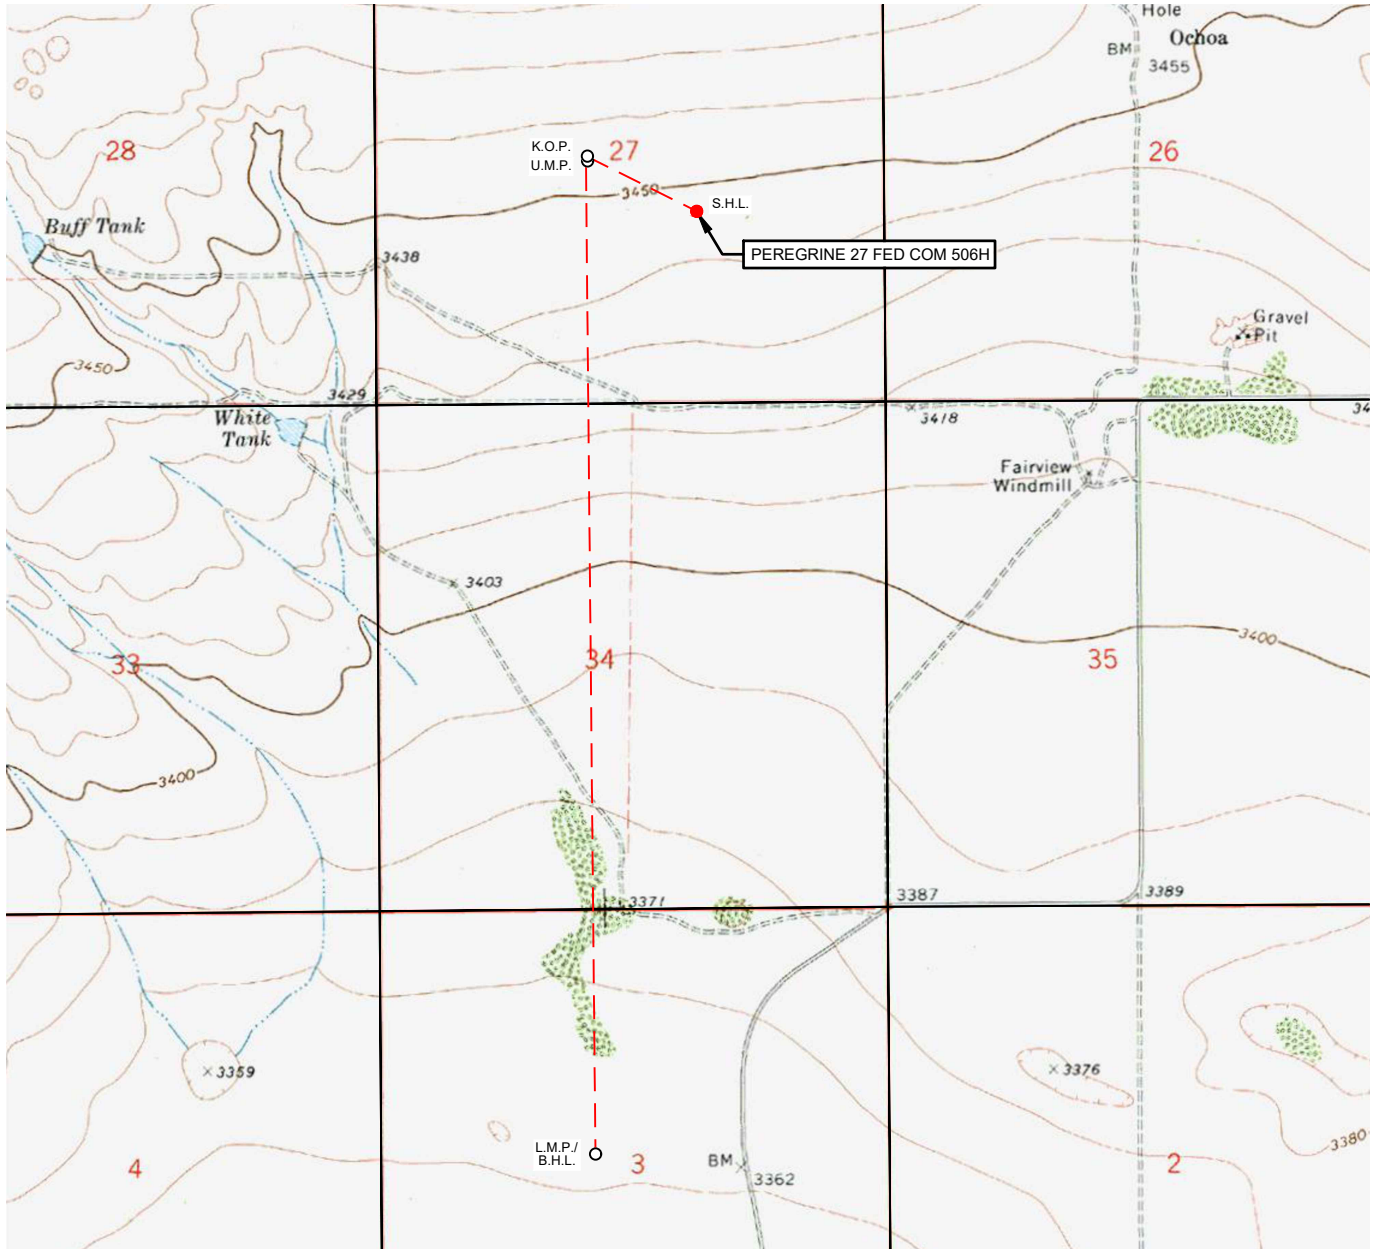 Hole
Ochoa
BM
3455
28
K.O.P.
U.M.P.
27
26
3450
S.H.L.
Buff Tank
PEREGRINE 27 FED COM 506H
3438
Gravel
Pit
3450
3429
White
Tank
3418
34
Fairview
Windmill
3403
33
34
35
3400
3400
3371
3387
3389
3359
3376
L.M.P./
B.H.L.
4
3
BM
3362
2
3380